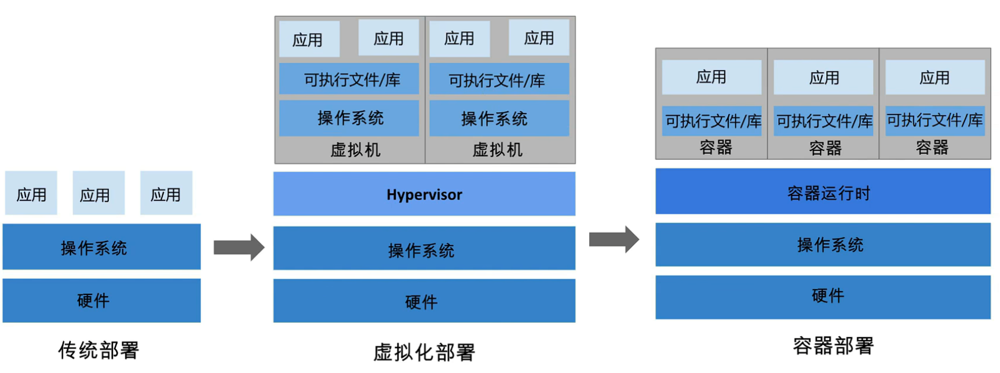 应用
应用
应用
操作系统
硬件
传统部署
应用
应用
应用
应用
可执行文件/库
可执行文件/库
操作系统
操作系统
虚拟机
虚拟机
Hypervisor
操作系统
硬件
虚拟化部署
应用
应用
应用
可执行文件/库
可执行文件/库
可执行文件/库
容器
容器
容器
容器运行时
操作系统
硬件
容器部署